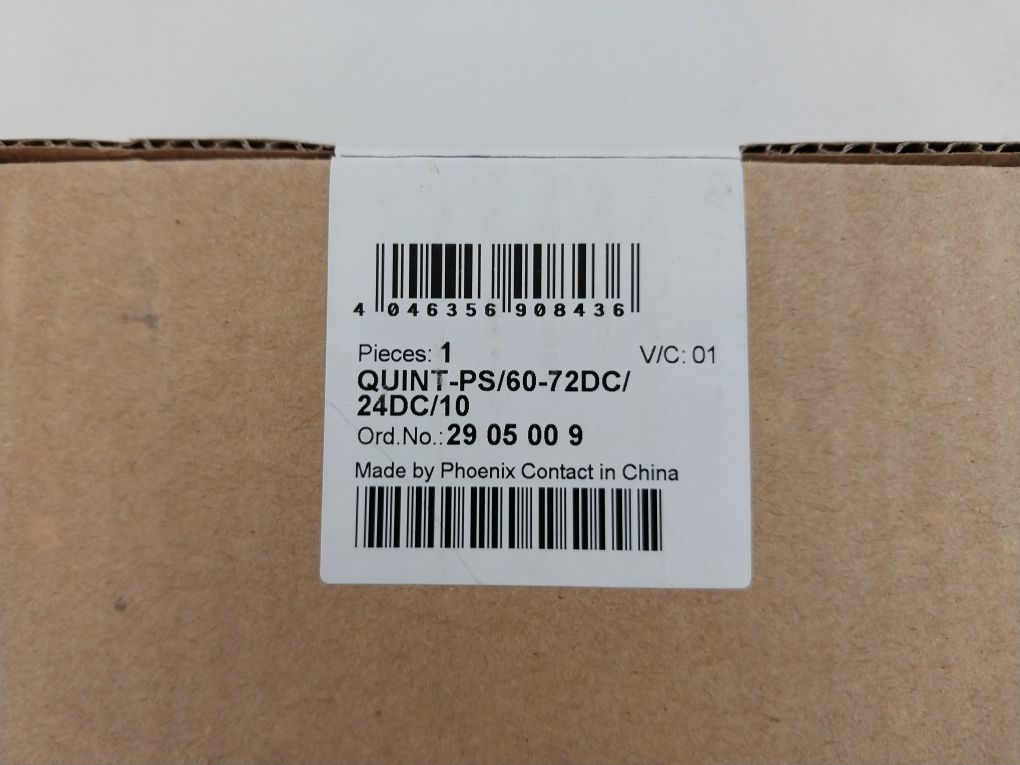 4 046356 908436
Pieces: 1 V/C: 01
QUINT-PS/60-72DC/
24DC/10
Ord.No.: 29 05 00 9
Made by Phoenix Contact in China